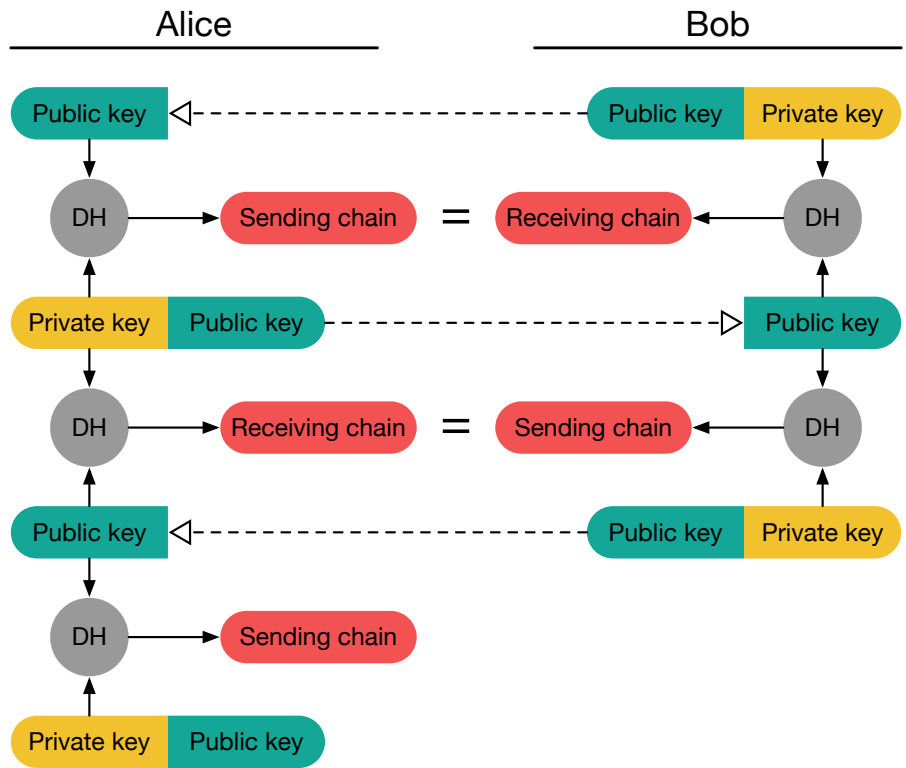 Alice Bob
Public key Public key Private key
DH Sending chain = Receiving chain DH
Private key Public key Public key
DH Receiving chain = Sending chain DH
Public key Public key Private key
DH Sending chain
Private key Public key